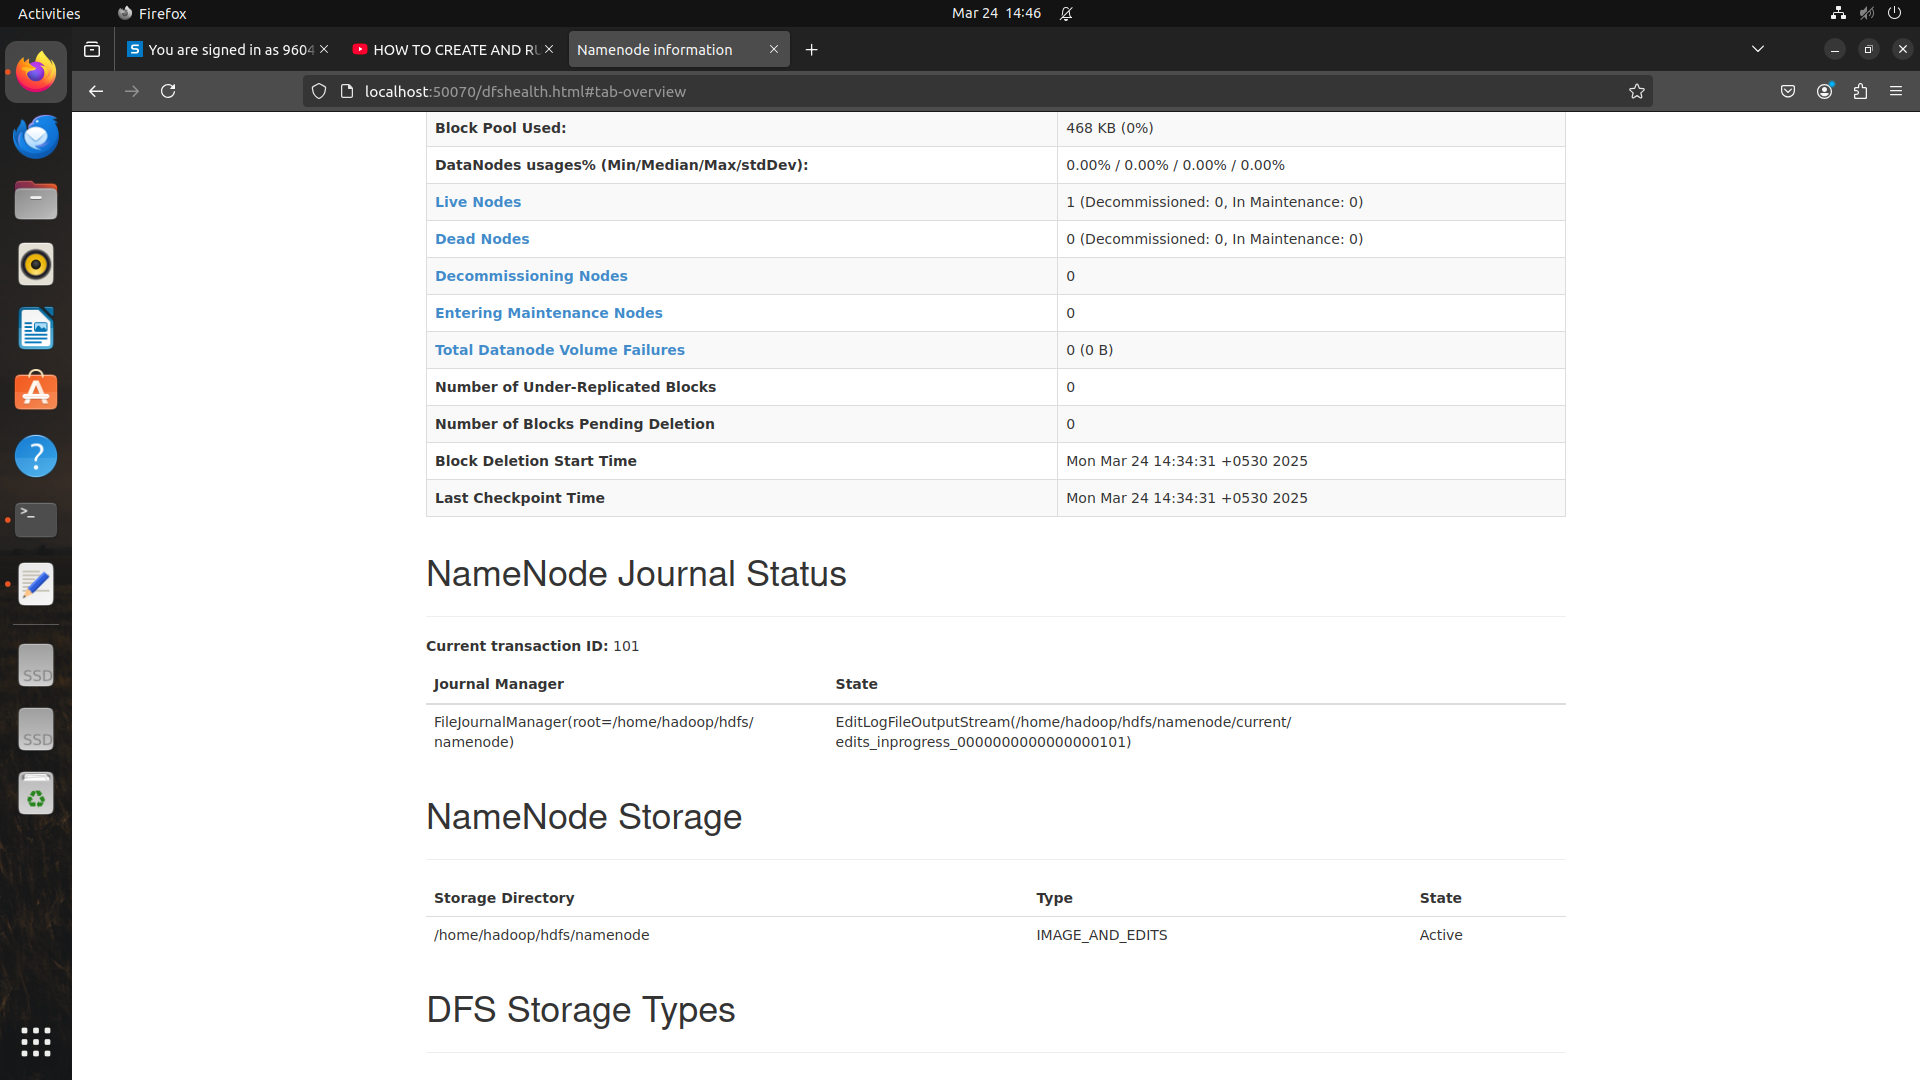 Activities
Firefox
Mar 24 14:46
You are signed in as 9604
HOW TO CREATE AND RU
Namenode information
localhost:50070/dfshealth.html#tab-overview
Block Pool Used: 468 KB (0%)
DataNodes usages% (Min/Median/Max/stdDev): 0.00% / 0.00% / 0.00% / 0.00%
Live Nodes 1 (Decommissioned: 0, In Maintenance: 0)
Dead Nodes 0 (Decommissioned: 0, In Maintenance: 0)
Decommissioning Nodes 0
Entering Maintenance Nodes 0
Total Datanode Volume Failures 0 (0 B)
Number of Under-Replicated Blocks 0
Number of Blocks Pending Deletion 0
Block Deletion Start Time Mon Mar 24 14:34:31 +0530 2025
Last Checkpoint Time Mon Mar 24 14:34:31 +0530 2025
NameNode Journal Status
Current transaction ID: 101
Journal Manager State
FileJournalManager(root=/home/hadoop/hdfs/ EditLogFileOutputStream(/home/hadoop/hdfs/namenode/current/
namenode) edits_inprogress_0000000000000000101)
NameNode Storage
Storage Directory Type State
/home/hadoop/hdfs/namenode IMAGE_AND_EDITS Active
DFS Storage Types
SSD
SSD